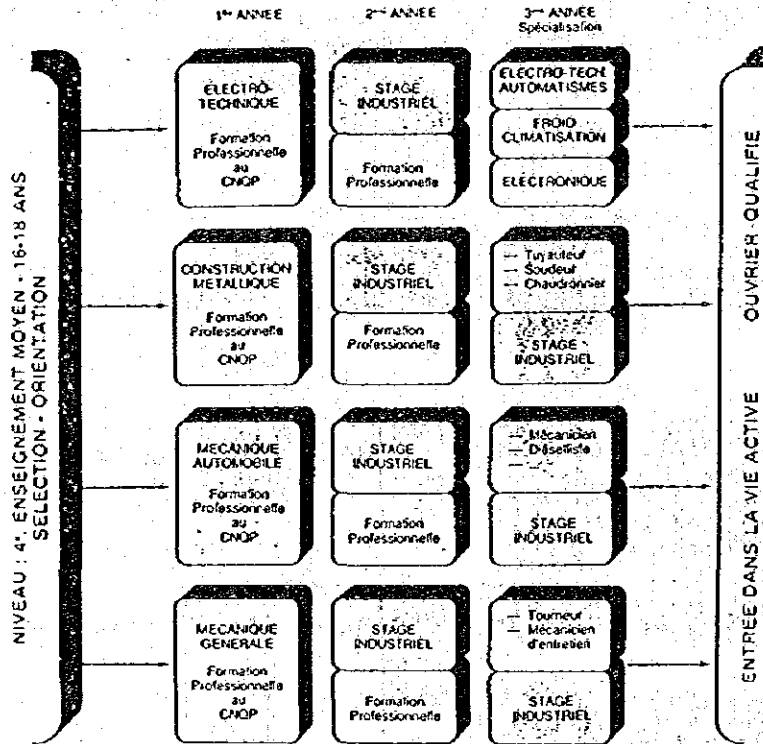 1re ANNEE
2me ANNEE
3me ANNEE
Spécialisation
NIVEAU : 4e. ENSEIGNEMENT MOYEN - 16-18 ANS
SELECTION - ORIENTATION
ELECTRO-
TECHNIQUE
Formation
Professionnelle
au
CNQP
STAGE
INDUSTRIEL
Formation
Professionnelle
ELECTRO-TECH.
AUTOMATISMES
FROID
CLIMATISATION
ELECTRONIQUE
CONSTRUCTION
METALLIQUE
Formation
Professionnelle
au
CNQP
STAGE
INDUSTRIEL
Formation
Professionnelle
— Tuyauteur
— Soudeur
— Chaudronnier
STAGE
INDUSTRIEL
MECANIQUE
AUTOMOBILE
Formation
Professionnelle
au
CNQP
STAGE
INDUSTRIEL
Formation
Professionnelle
— Mécanicien
— Diéséliste
—
STAGE
INDUSTRIEL
MECANIQUE
GENERALE
Formation
Professionnelle
au
CNQP
STAGE
INDUSTRIEL
Formation
Professionnelle
— Tourneur
— Mécanicien
d'entretien
STAGE
INDUSTRIEL
ENTREE DANS LA VIE ACTIVE OUVRIER QUALIFIE